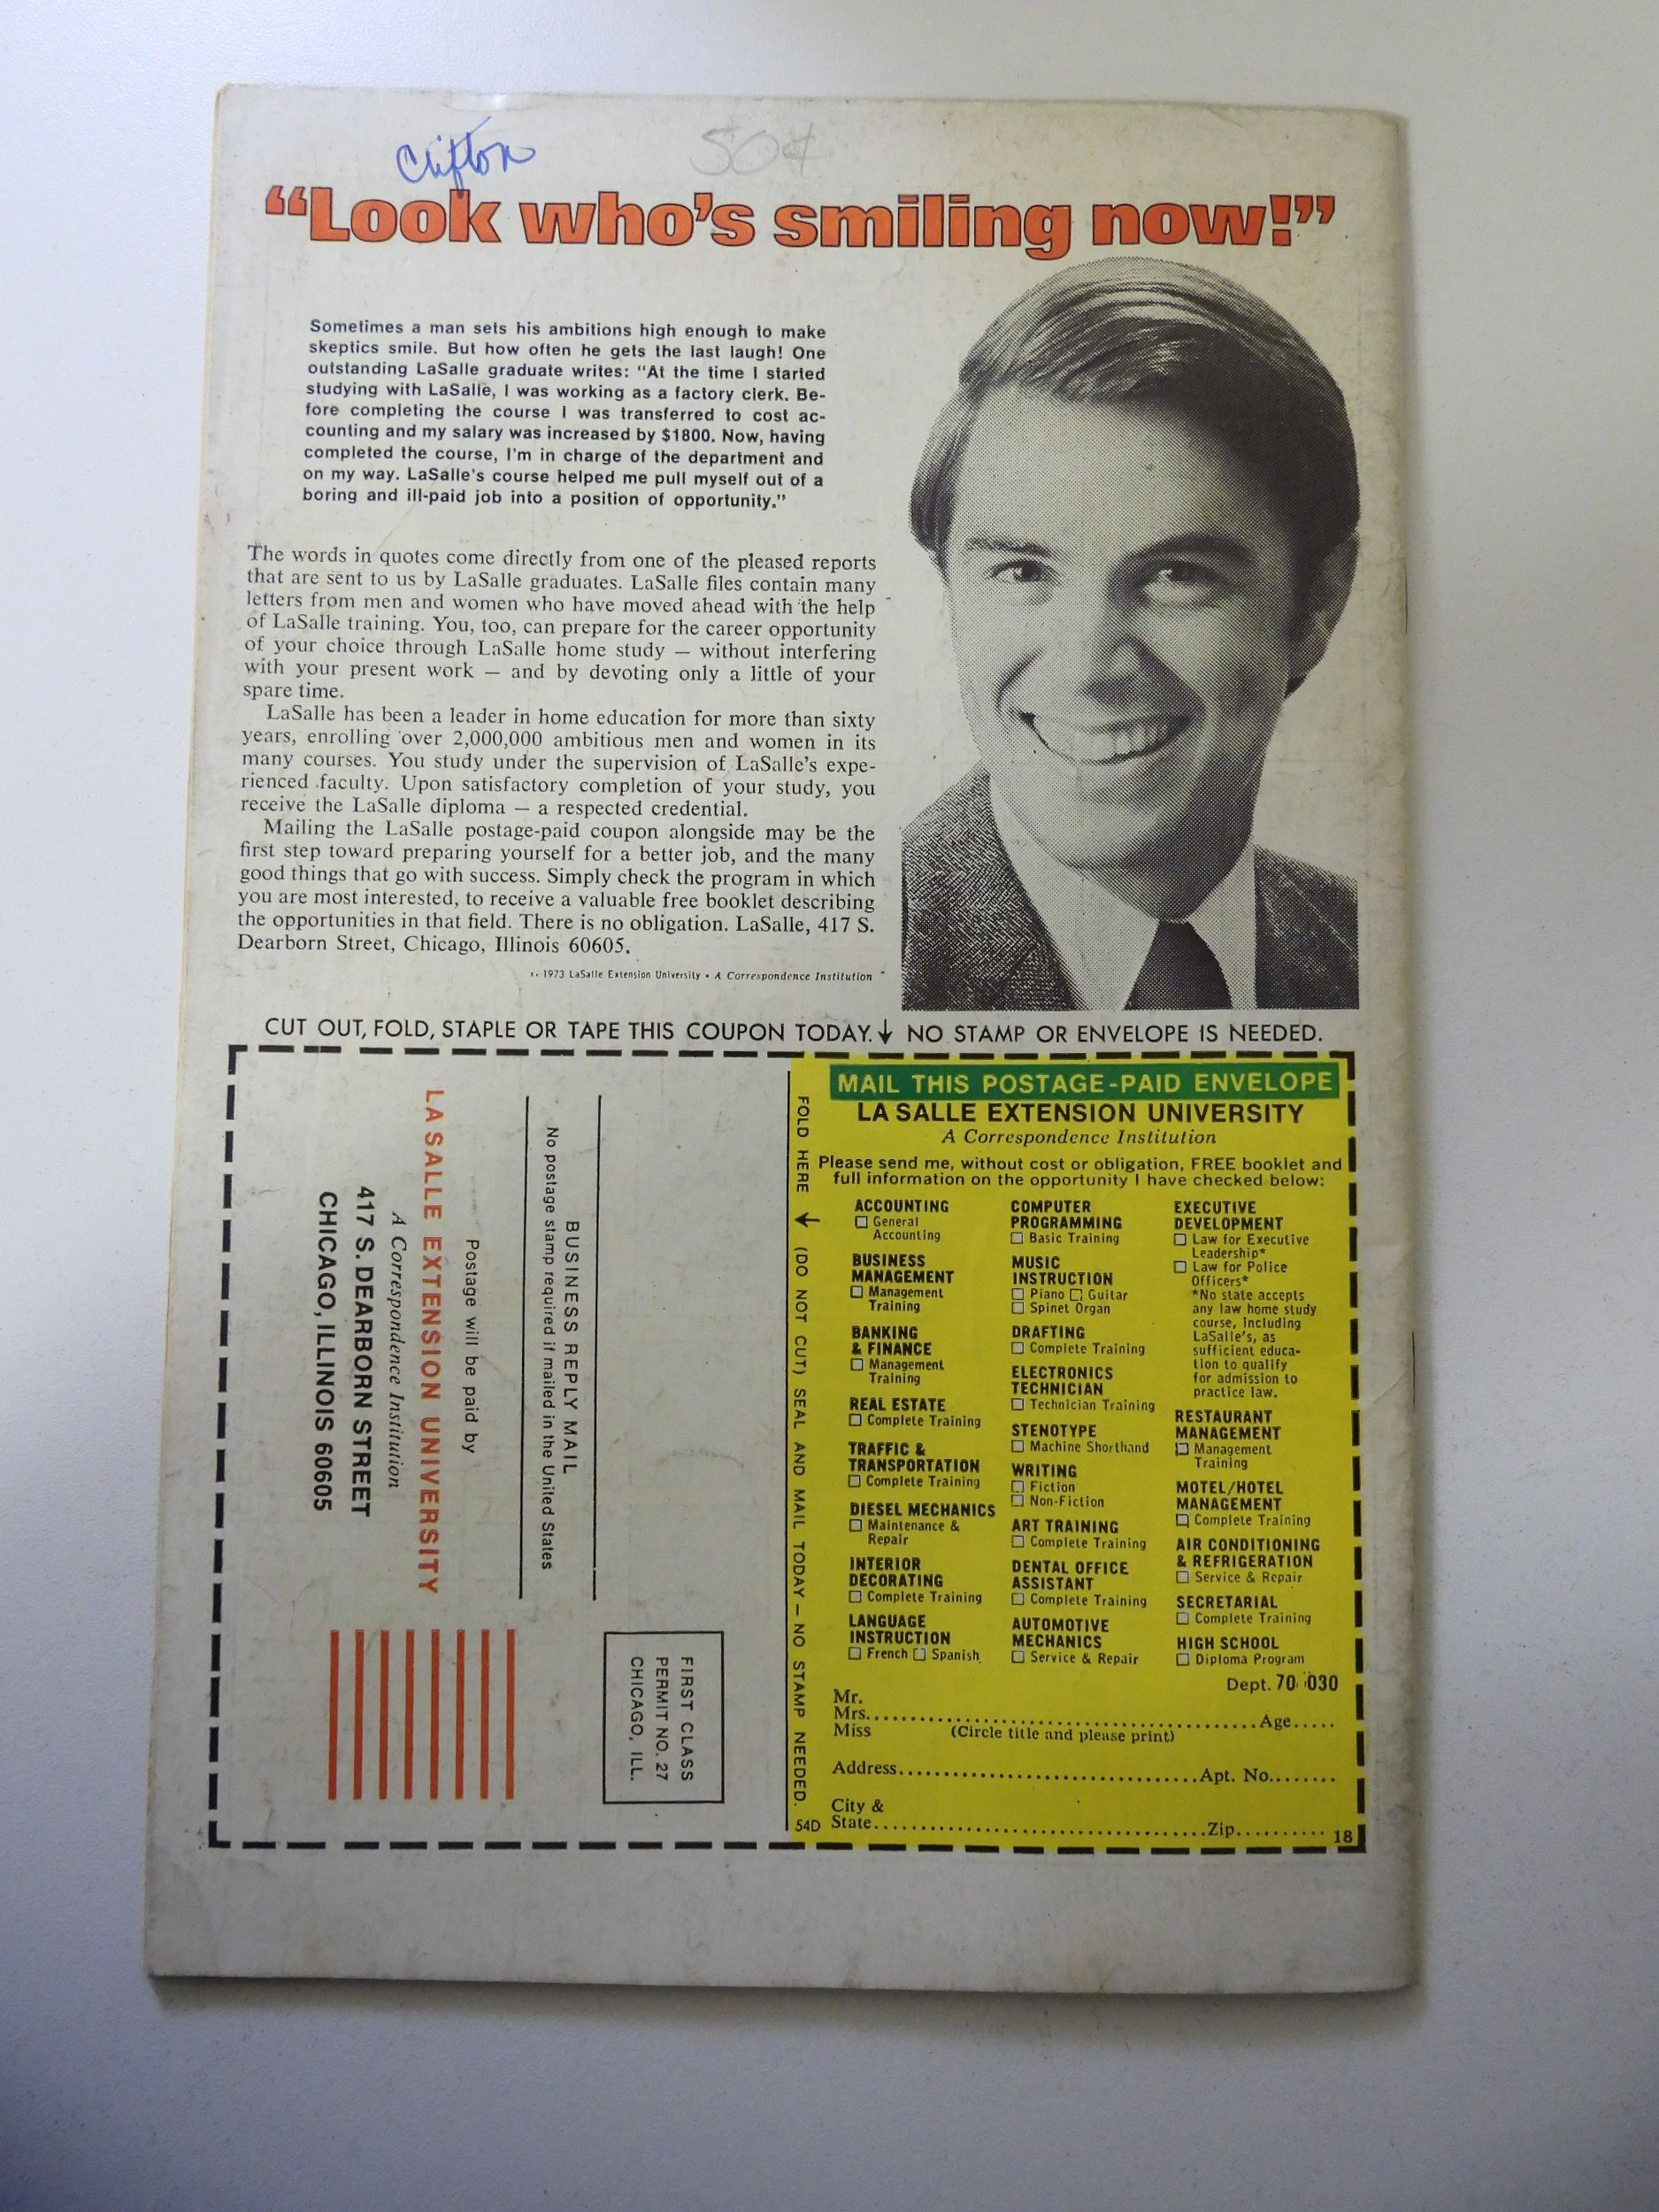 Clifton
50¢
“Look who’s smiling now!”
Sometimes a man sets his ambitions high enough to make
skeptics smile. But how often he gets the last laugh! One
outstanding LaSalle graduate writes: “At the time I started
studying with LaSalle, I was working as a factory clerk. Be-
fore completing the course I was transferred to cost ac-
counting and my salary was increased by $1800. Now, having
completed the course, I’m in charge of the department and
on my way. LaSalle’s course helped me pull myself out of a
boring and ill-paid job into a position of opportunity.”
The words in quotes come directly from one of the pleased reports
that are sent to us by LaSalle graduates. LaSalle files contain many
letters from men and women who have moved ahead with the help
of LaSalle training. You, too, can prepare for the career opportunity
of your choice through LaSalle home study — without interfering
with your present work — and by devoting only a little of your
spare time.
LaSalle has been a leader in home education for more than sixty
years, enrolling over 2,000,000 ambitious men and women in its
many courses. You study under the supervision of LaSalle’s expe-
rienced faculty. Upon satisfactory completion of your study, you
receive the LaSalle diploma — a respected credential.
Mailing the LaSalle postage-paid coupon alongside may be the
first step toward preparing yourself for a better job, and the many
good things that go with success. Simply check the program in which
you are most interested, to receive a valuable free booklet describing
the opportunities in that field. There is no obligation. LaSalle, 417 S.
Dearborn Street, Chicago, Illinois 60605.
1973 LaSalle Extension University • A Correspondence Institution
CUT OUT, FOLD, STAPLE OR TAPE THIS COUPON TODAY. ↓ NO STAMP OR ENVELOPE IS NEEDED.
FIRST CLASS
PERMIT NO. 27
CHICAGO, ILL.
BUSINESS REPLY MAIL
No postage stamp required if mailed in the United States
Postage will be paid by
LA SALLE EXTENSION UNIVERSITY
A Correspondence Institution
417 S. DEARBORN STREET
CHICAGO, ILLINOIS 60605
FOLD HERE ↓ (DO NOT CUT) SEAL AND MAIL TODAY — NO STAMP NEEDED.
54D
MAIL THIS POSTAGE-PAID ENVELOPE
LA SALLE EXTENSION UNIVERSITY
A Correspondence Institution
Please send me, without cost or obligation, FREE booklet and
full information on the opportunity I have checked below:
ACCOUNTING
☐ General
Accounting
BUSINESS
MANAGEMENT
☐ Management
Training
BANKING
& FINANCE
☐ Management
Training
REAL ESTATE
☐ Complete Training
TRAFFIC &
TRANSPORTATION
☐ Complete Training
DIESEL MECHANICS
☐ Maintenance &
Repair
INTERIOR
DECORATING
☐ Complete Training
LANGUAGE
INSTRUCTION
☐ French ☐ Spanish
COMPUTER
PROGRAMMING
☐ Basic Training
MUSIC
INSTRUCTION
☐ Piano ☐ Guitar
☐ Spinet Organ
DRAFTING
☐ Complete Training
ELECTRONICS
TECHNICIAN
☐ Technician Training
STENOTYPE
☐ Machine Shorthand
WRITING
☐ Fiction
☐ Non-Fiction
ART TRAINING
☐ Complete Training
DENTAL OFFICE
ASSISTANT
☐ Complete Training
AUTOMOTIVE
MECHANICS
☐ Service & Repair
EXECUTIVE
DEVELOPMENT
☐ Law for Executive
Leadership*
☐ Law for Police
Officers*
*No state accepts
any law home study
course, including
LaSalle’s, as
sufficient educa-
tion to qualify
for admission to
practice law.
RESTAURANT
MANAGEMENT
☐ Management
Training
MOTEL/HOTEL
MANAGEMENT
☐ Complete Training
AIR CONDITIONING
& REFRIGERATION
☐ Service & Repair
SECRETARIAL
☐ Complete Training
HIGH SCHOOL
☐ Diploma Program
Dept. 70-030
Mr.
Mrs. Age
Miss (Circle title and please print)
Address Apt. No.
City &
State Zip
18